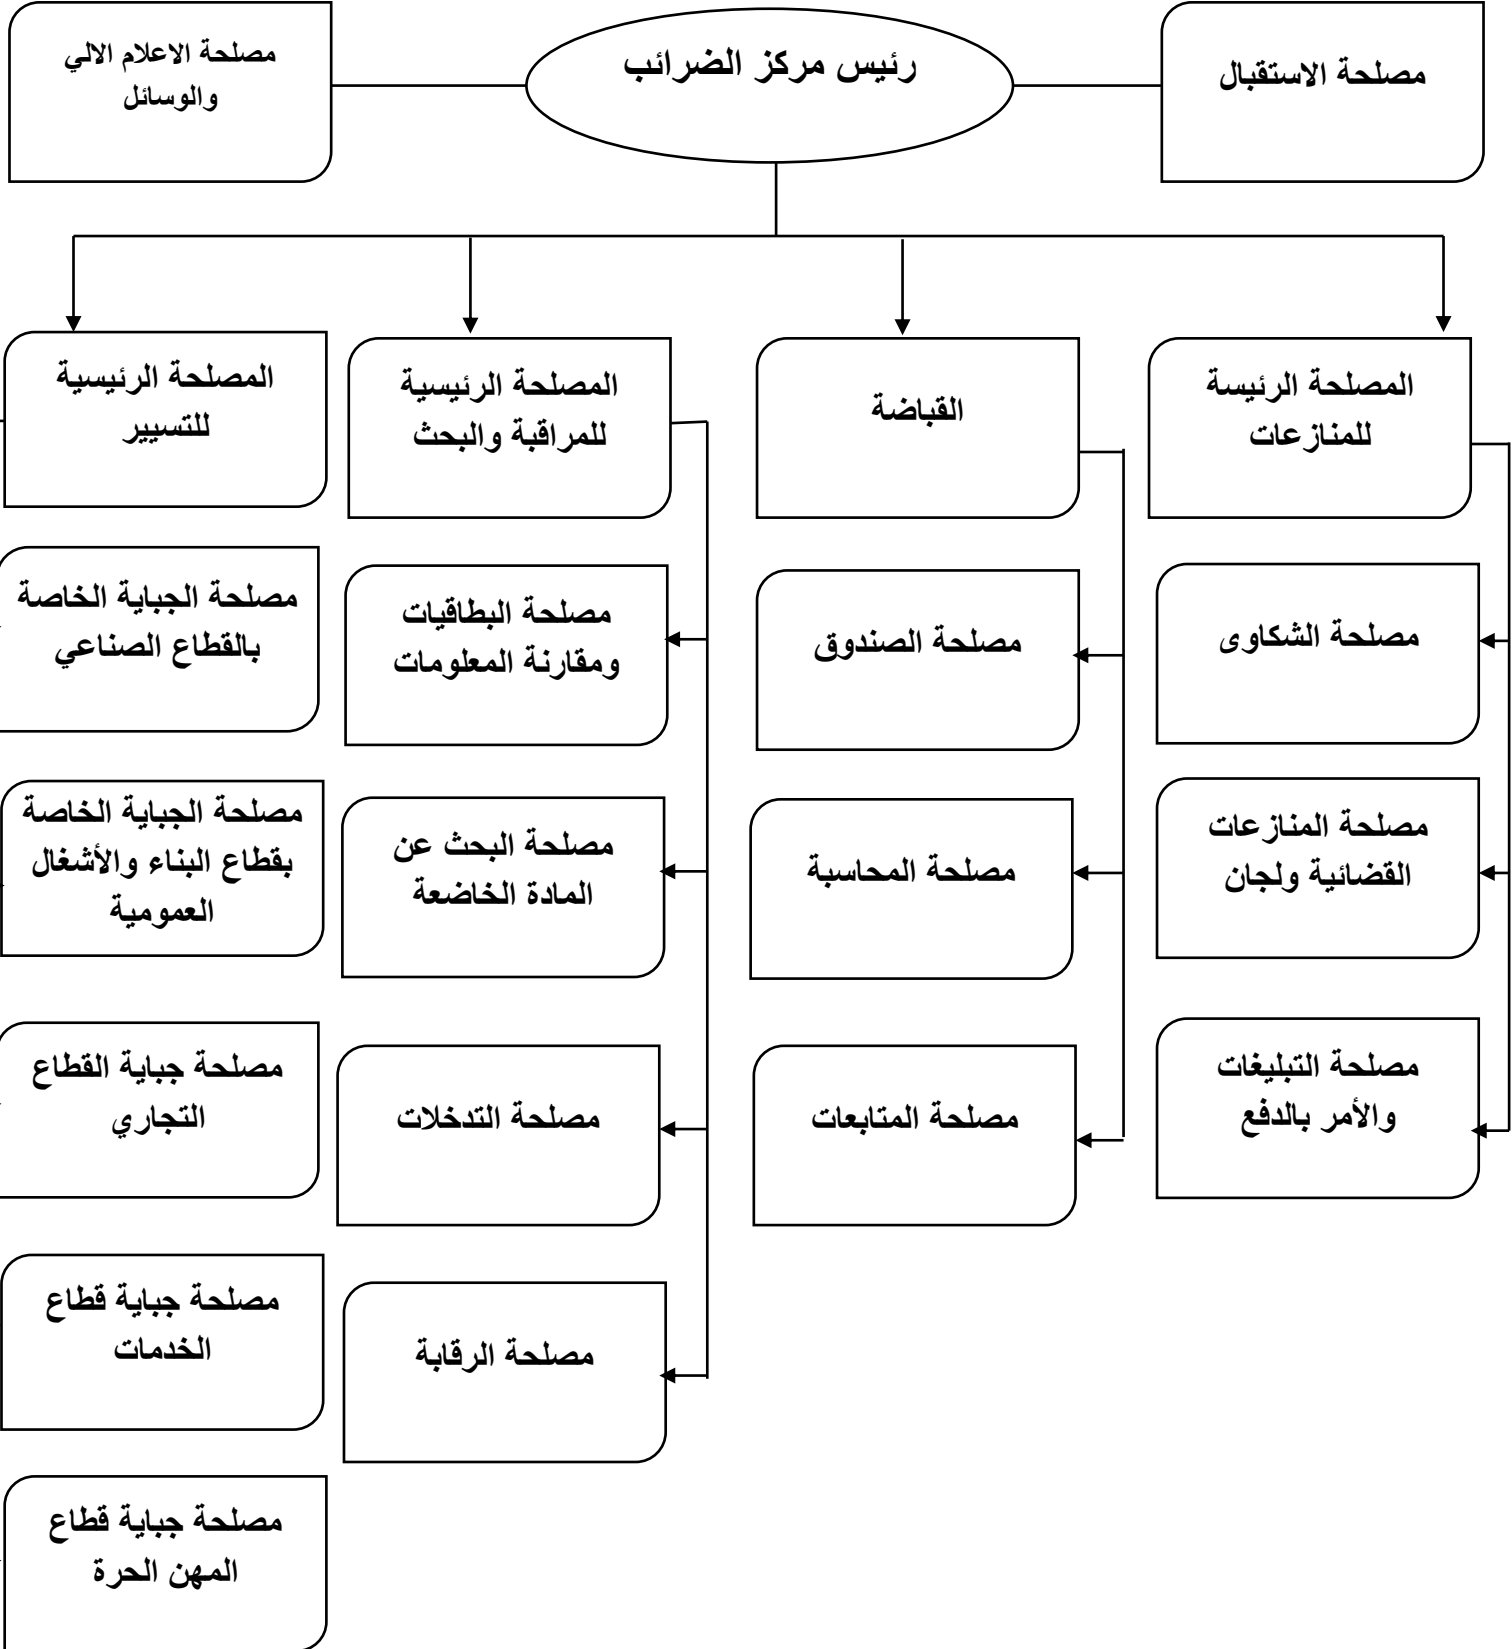 مصلحة الاستقبال
رئيس مركز الضرائب
مصلحة الاعلام الالي
والوسائل
المصلحة الرئيسة
للمنازعات
القباضة
المصلحة الرئيسية
للمراقبة والبحث
المصلحة الرئيسية
للتسيير
مصلحة الشكاوى
مصلحة الصندوق
مصلحة البطاقيات
ومقارنة المعلومات
مصلحة الجباية الخاصة
بالقطاع الصناعي
مصلحة المنازعات
القضائية ولجان
مصلحة المحاسبة
مصلحة البحث عن
المادة الخاضعة
مصلحة الجباية الخاصة
بقطاع البناء والأشغال
العمومية
مصلحة التبليغات
والأمر بالدفع
مصلحة المتابعات
مصلحة التدخلات
مصلحة جباية القطاع
التجاري
مصلحة الرقابة
مصلحة جباية قطاع
الخدمات
مصلحة جباية قطاع
المهن الحرة